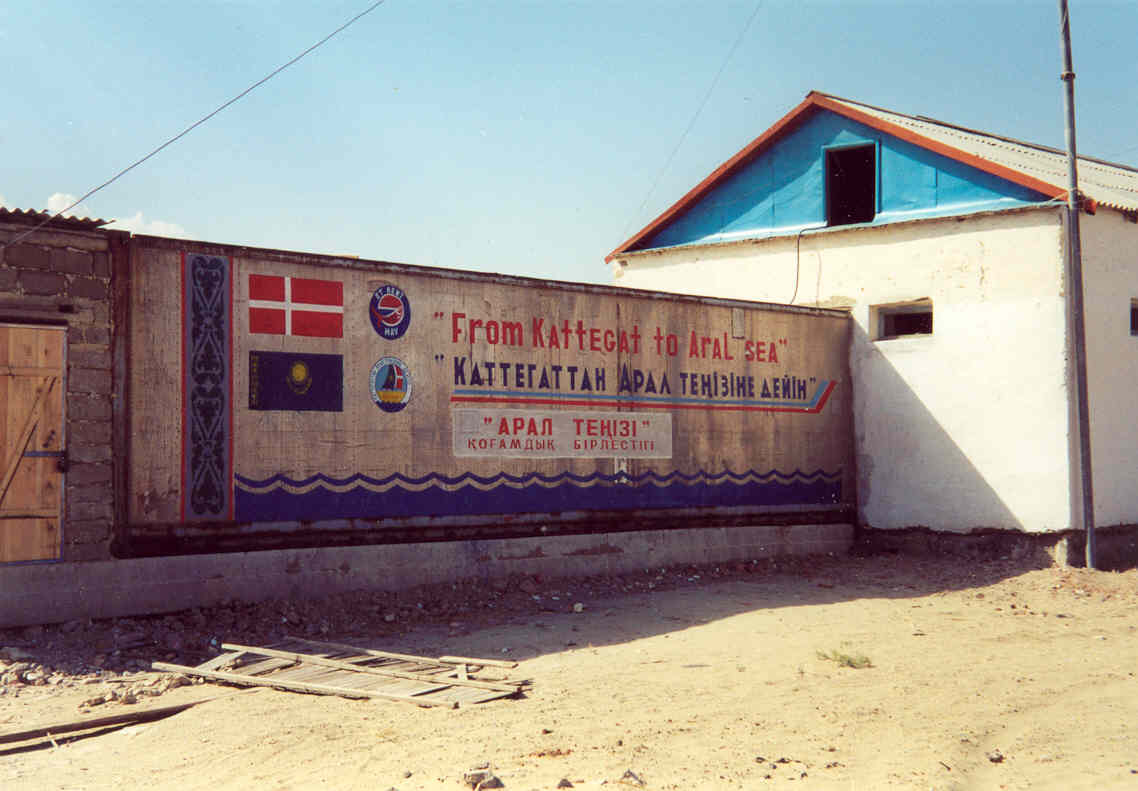 "From Kattegat to Aral sea"
"Каттегаттан Арал теңізіне дейін"
"АРАЛ ТЕҢІЗІ"
ҚОҒАМДЫҚ БІРЛЕСТІГІ